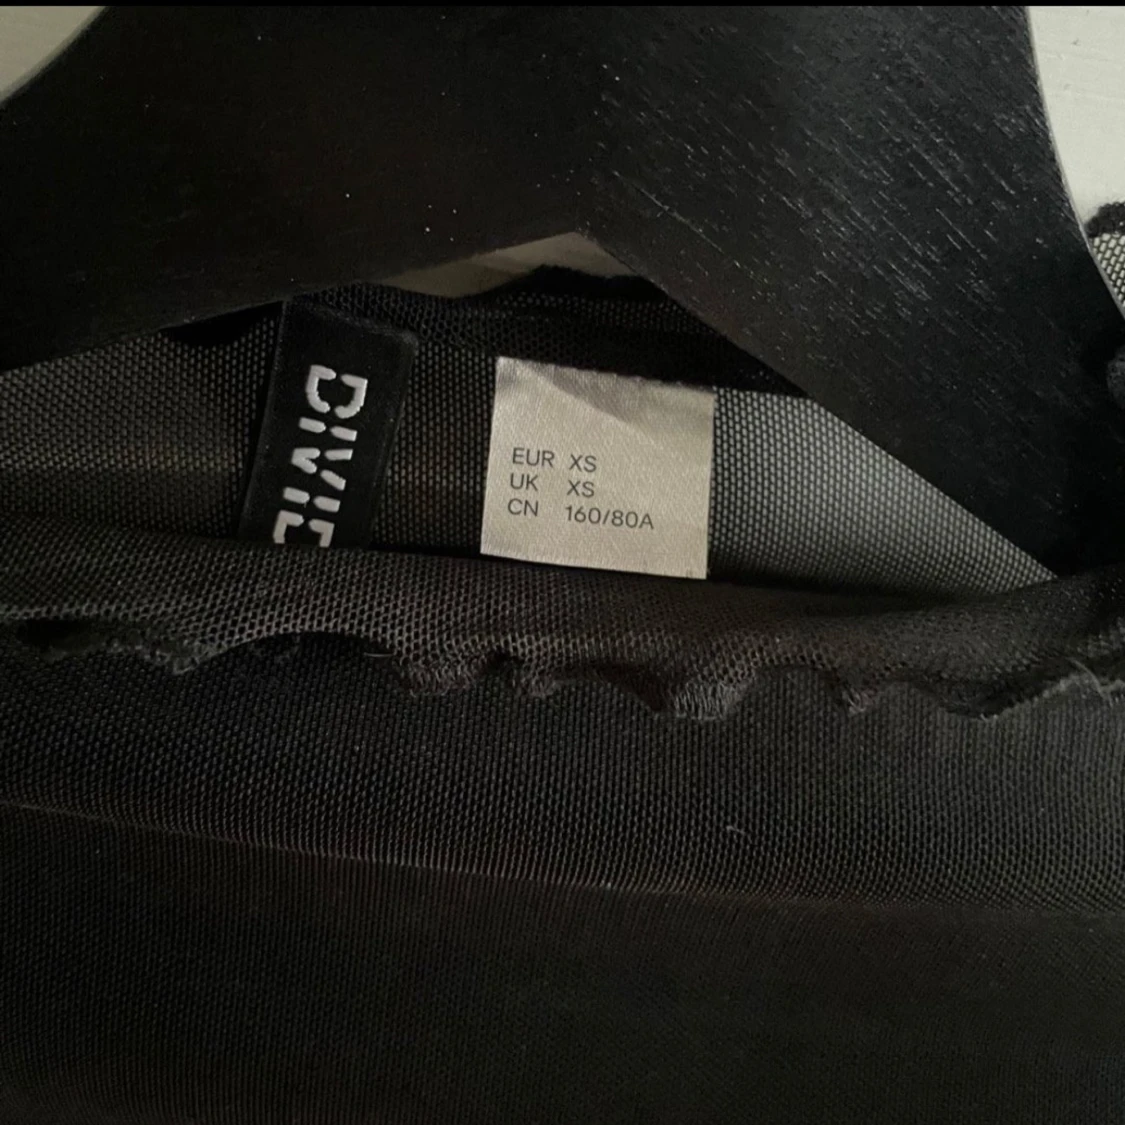 DIVID
EUR XS
UK XS
CN 160/80A